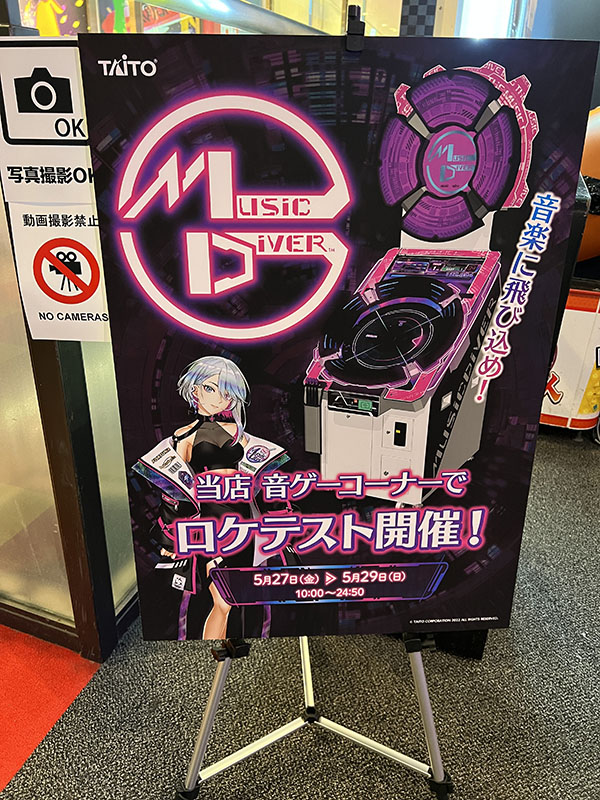 TAITO
OK
写真撮影OK
動画撮影禁止
NO CAMERAS
MUSIC
DIVER™
MUSIC
DIVER
音楽に飛び込め！
MUSICDIVER
当店 音ゲーコーナーで
ロケテスト開催！
5月27日(金) ▶ 5月29日(日)
10:00～24:50
© TAITO CORPORATION 2022 ALL RIGHTS RESERVED.